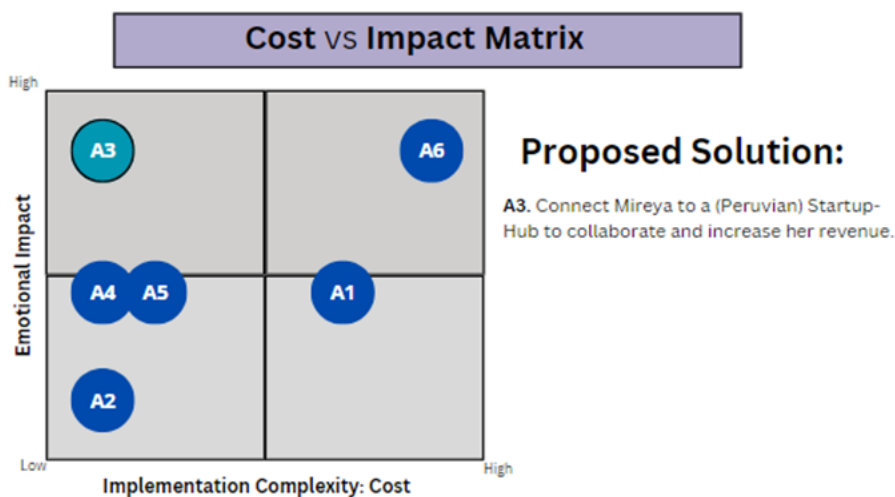 Cost vs Impact Matrix
High
A3
A6
Proposed Solution:
A3. Connect Mireya to a (Peruvian) Startup-
Hub to collaborate and increase her revenue.
Emotional Impact
A4
A5
A1
A2
Low
High
Implementation Complexity: Cost